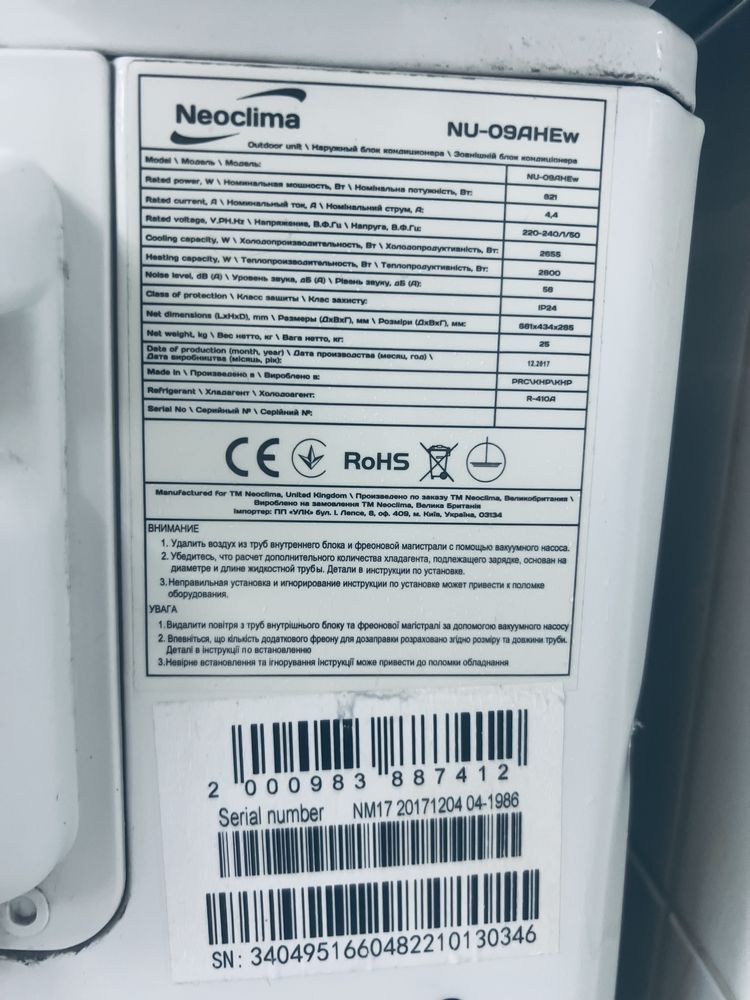 Neoclima
NU-09AHEw
Outdoor unit \ Наружный блок кондиционера \ Зовнішній блок кондиціонера
Model \ Модель \ Модель: NU-09AHEw
Rated power, W \ Номинальная мощность, Вт \ Номінальна потужність, Вт: 821
Rated current, A \ Номинальный ток, А \ Номінальний струм, А: 4,4
Rated voltage, V.PH.Hz \ Напряжение, В.Ф.Гц \ Напруга, В.Ф.Гц: 220-240/1/50
Cooling capacity, W \ Холодопроизводительность, Вт \ Холодопродуктивність, Вт: 2655
Heating capacity, W \ Теплопроизводительность, Вт \ Теплопродуктивність, Вт: 2800
Noise level, dB (A) \ Уровень звука, дБ (А) \ Рівень звуку, дБ (А): 56
Class of protection \ Класс защиты \ Клас захисту: IP24
Net dimensions (LxHxD), mm \ Размеры (ДхВхГ), мм \ Розміри (ДхВхГ), мм: 661x434x285
Net weight, kg \ Вес нетто, кг \ Вага нетто, кг: 25
Date of production (month, year) \ Дата производства (месяц, год) \
Дата виробництва (місяць, рік): 12.2017
Made in \ Произведено в \ Вироблено в: PRC\КНР\КНР
Refrigerant \ Хладагент \ Холодоагент: R-410A
Serial No \ Серийный № \ Серійний №:
CE RoHS
Manufactured for TM Neoclima, United Kingdom \ Произведено по заказу ТМ Neoclima, Великобритания \
Вироблено на замовлення ТМ Neoclima, Велика Британія
Імпортер: ПП «УЛК» бул. І. Лепсе, 8, оф. 409, м. Київ, Україна, 03134
ВНИМАНИЕ
1. Удалить воздух из труб внутреннего блока и фреоновой магистрали с помощью вакуумного насоса.
2. Убедитесь, что расчет дополнительного количества хладагента, подлежащего зарядке, основан на
диаметре и длине жидкостной трубы. Детали в инструкции по установке.
3. Неправильная установка и игнорирование инструкции по установке может привести к поломке
оборудования.
УВАГА
1. Видалити повітря з труб внутрішнього блоку та фреонової магістралі за допомогою вакуумного насосу
2. Впевніться, що кількість додаткового фреону для дозаправки розраховано згідно розміру та довжини труби.
Деталі в інструкції по встановленню
3. Невірне встановлення та ігнорування інструкції може привести до поломки обладнання
2 000983 887412
Serial number NM17 20171204 04-1986
SN: 3404951660482210130346